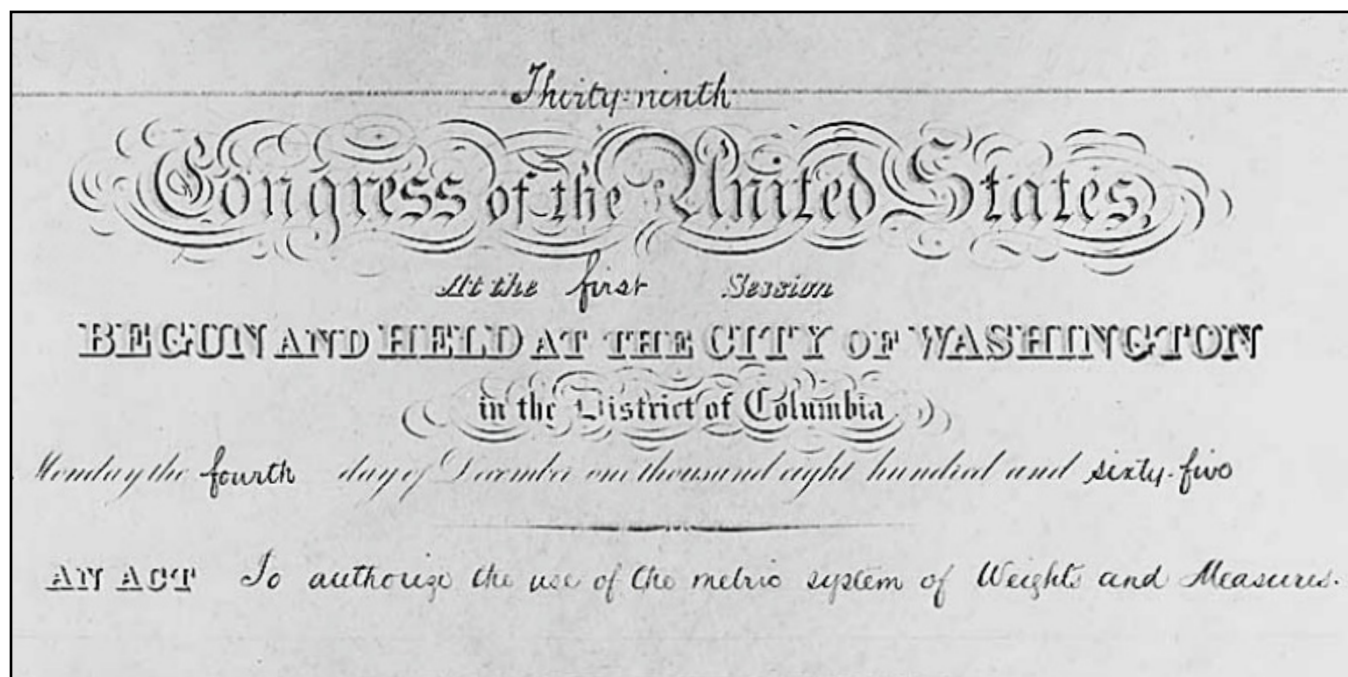 Thirty-ninth
Congress of the United States,
At the first Session
BEGUN AND HELD AT THE CITY OF WASHINGTON
in the District of Columbia
Monday the fourth day of December one thousand eight hundred and sixty-five
AN ACT To authorize the use of the metric system of Weights and Measures.